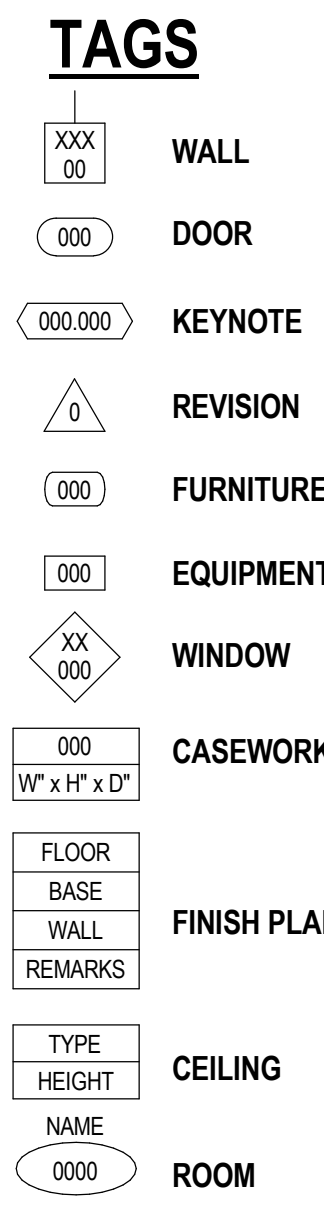 TAGS
XXX
00
WALL
000
DOOR
000.000
KEYNOTE
0
REVISION
000
FURNITURE
000
EQUIPMENT
XX
000
WINDOW
000
W" x H" x D"
CASEWORK
FLOOR
BASE
WALL
REMARKS
FINISH PLA
TYPE
HEIGHT
CEILING
NAME
0000
ROOM